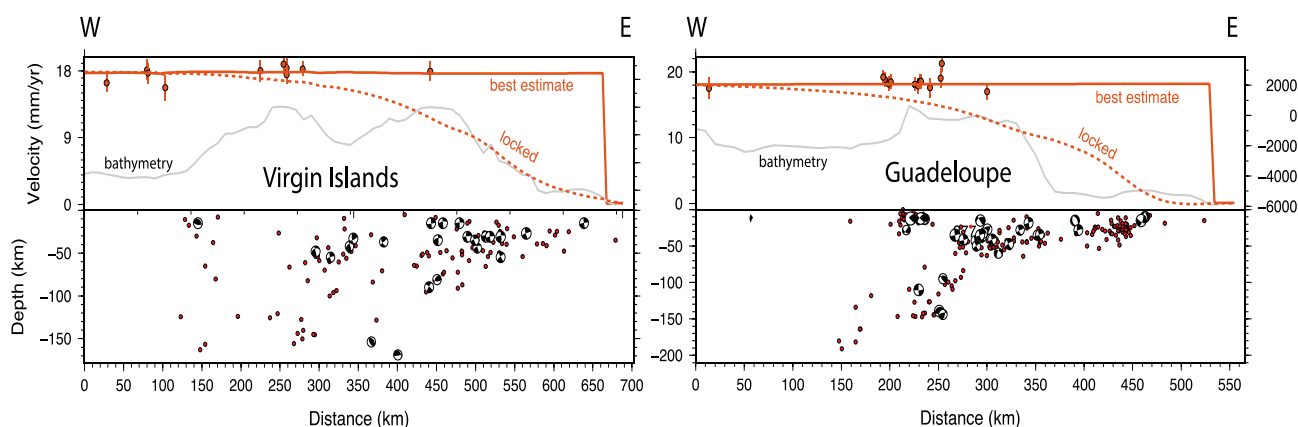 W E
Velocity (mm/yr)
18
9
0
best estimate
locked
bathymetry
Virgin Islands
Depth (km)
0
−50
−100
−150
0 50 100 150 200 250 300 350 400 450 500 550 600 650 700
Distance (km)
W E
20
10
0
2000
0
−2000
−4000
−6000
best estimate
locked
bathymetry
Guadeloupe
0
−50
−100
−150
−200
0 50 100 150 200 250 300 350 400 450 500 550
Distance (km)